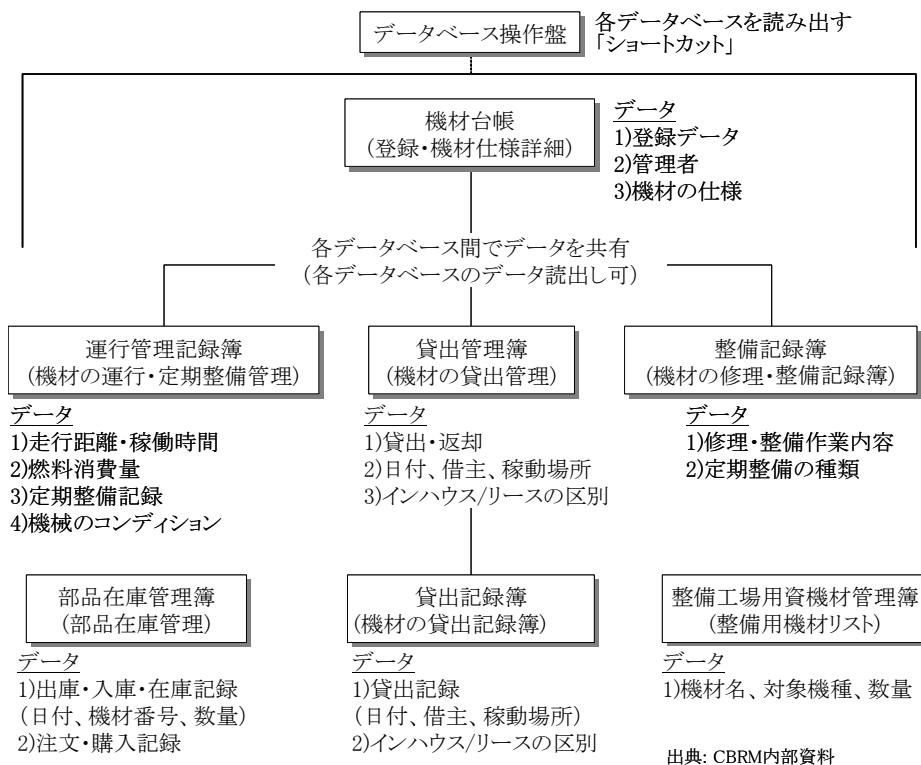 データベース操作盤
各データベースを読み出す
「ショートカット」
機材台帳
(登録・機材仕様詳細)
データ
1)登録データ
2)管理者
3)機材の仕様
各データベース間でデータを共有
(各データベースのデータ読出し可)
運行管理記録簿
(機材の運行・定期整備管理)
データ
1)走行距離・稼働時間
2)燃料消費量
3)定期整備記録
4)機械のコンディション
貸出管理簿
(機材の貸出管理)
データ
1)貸出・返却
2)日付、借主、稼動場所
3)インハウス/リースの区別
整備記録簿
(機材の修理・整備記録簿)
データ
1)修理・整備作業内容
2)定期整備の種類
部品在庫管理簿
(部品在庫管理)
データ
1)出庫・入庫・在庫記録
(日付、機材番号、数量)
2)注文・購入記録
貸出記録簿
(機材の貸出記録簿)
データ
1)貸出記録
(日付、借主、稼動場所)
2)インハウス/リースの区別
整備工場用資機材管理簿
(整備用機材リスト)
データ
1)機材名、対象機種、数量
出典: CBRM内部資料